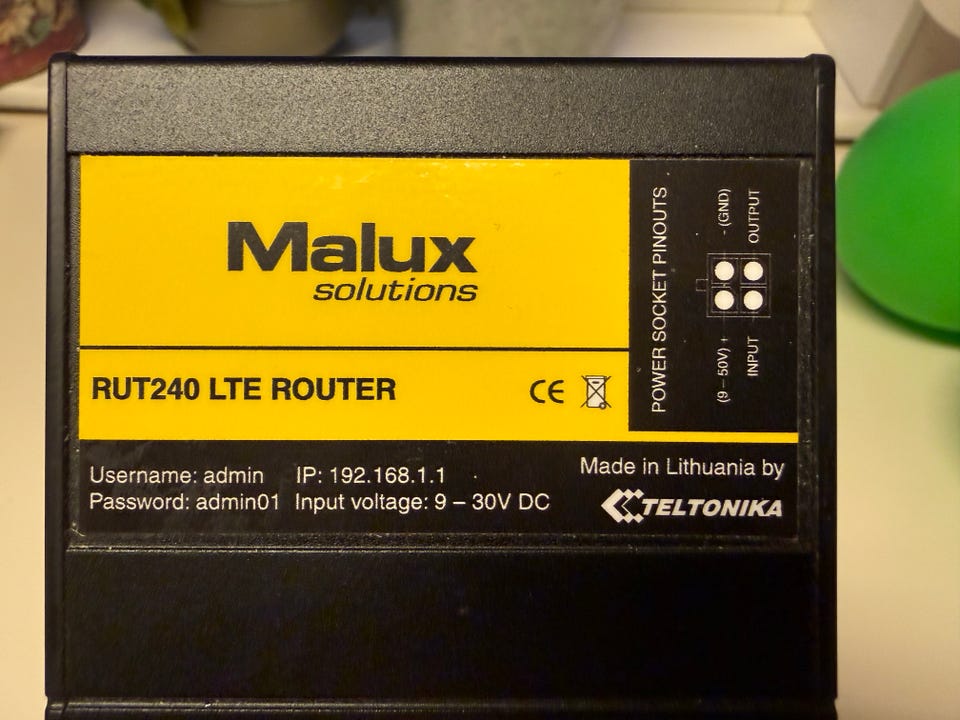 Malux
solutions
RUT240 LTE ROUTER
CE
Username: admin IP: 192.168.1.1
Password: admin01 Input voltage: 9 – 30V DC
Made in Lithuania by
TELTONIKA
POWER SOCKET PINOUTS
(9 – 50V) + - (GND)
INPUT OUTPUT